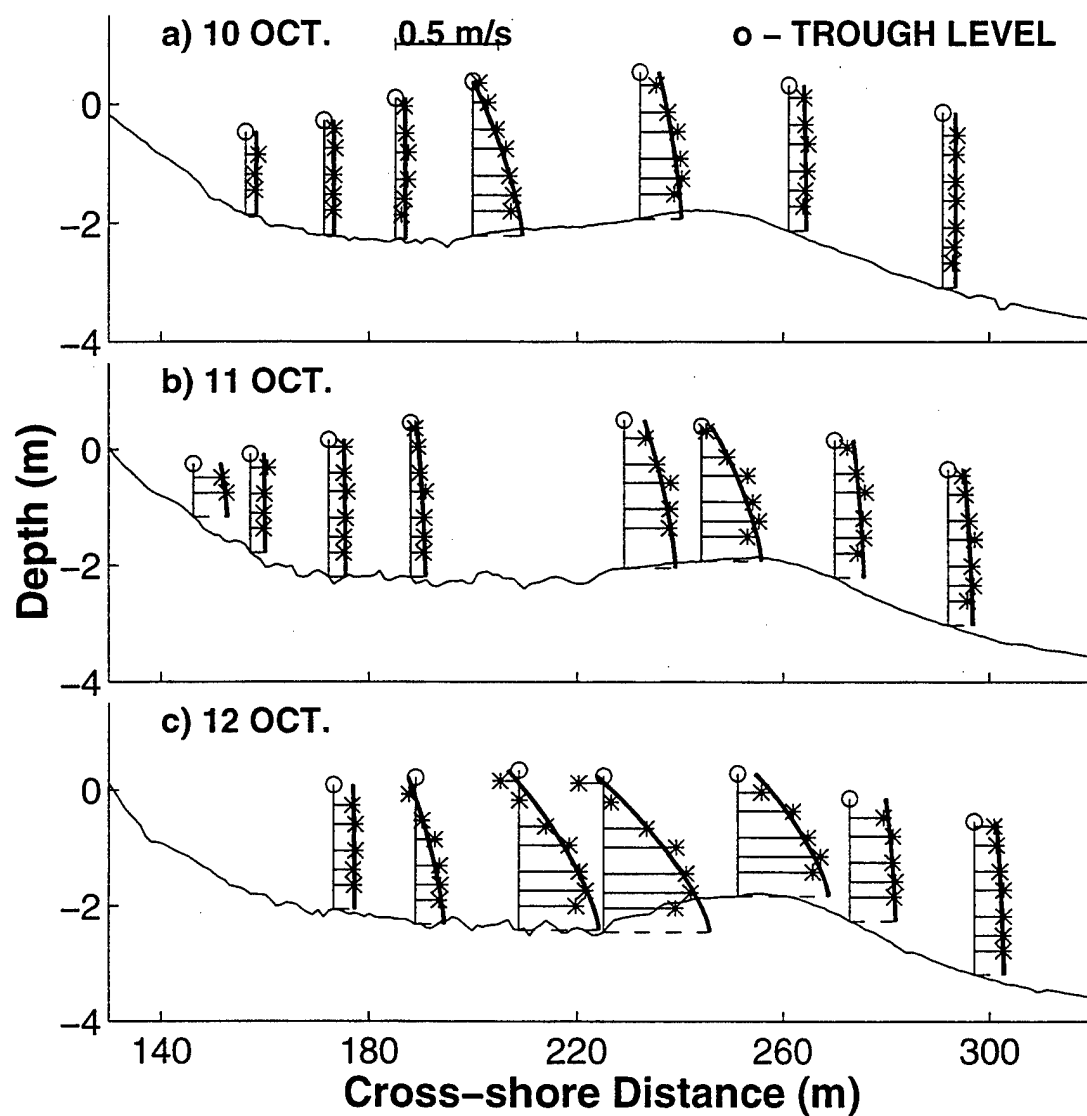 a) 10 OCT.
0.5 m/s
o – TROUGH LEVEL
0
−2
−4
b) 11 OCT.
0
−2
−4
c) 12 OCT.
0
−2
−4
Depth (m)
140 180 220 260 300
Cross−shore Distance (m)